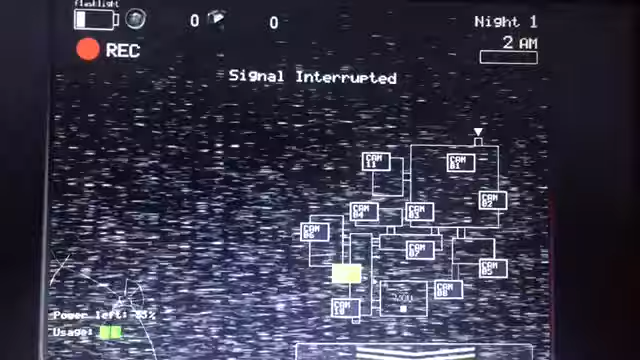 flashlight
0 0
Night 1
2 AM
REC
Signal Interrupted
CAM 11
CAM 01
CAM 02
CAM 04
CAM 03
CAM 06
CAM 07
CAM 05
CAM 08
CAM 10
YOU
Power left:
Usage: